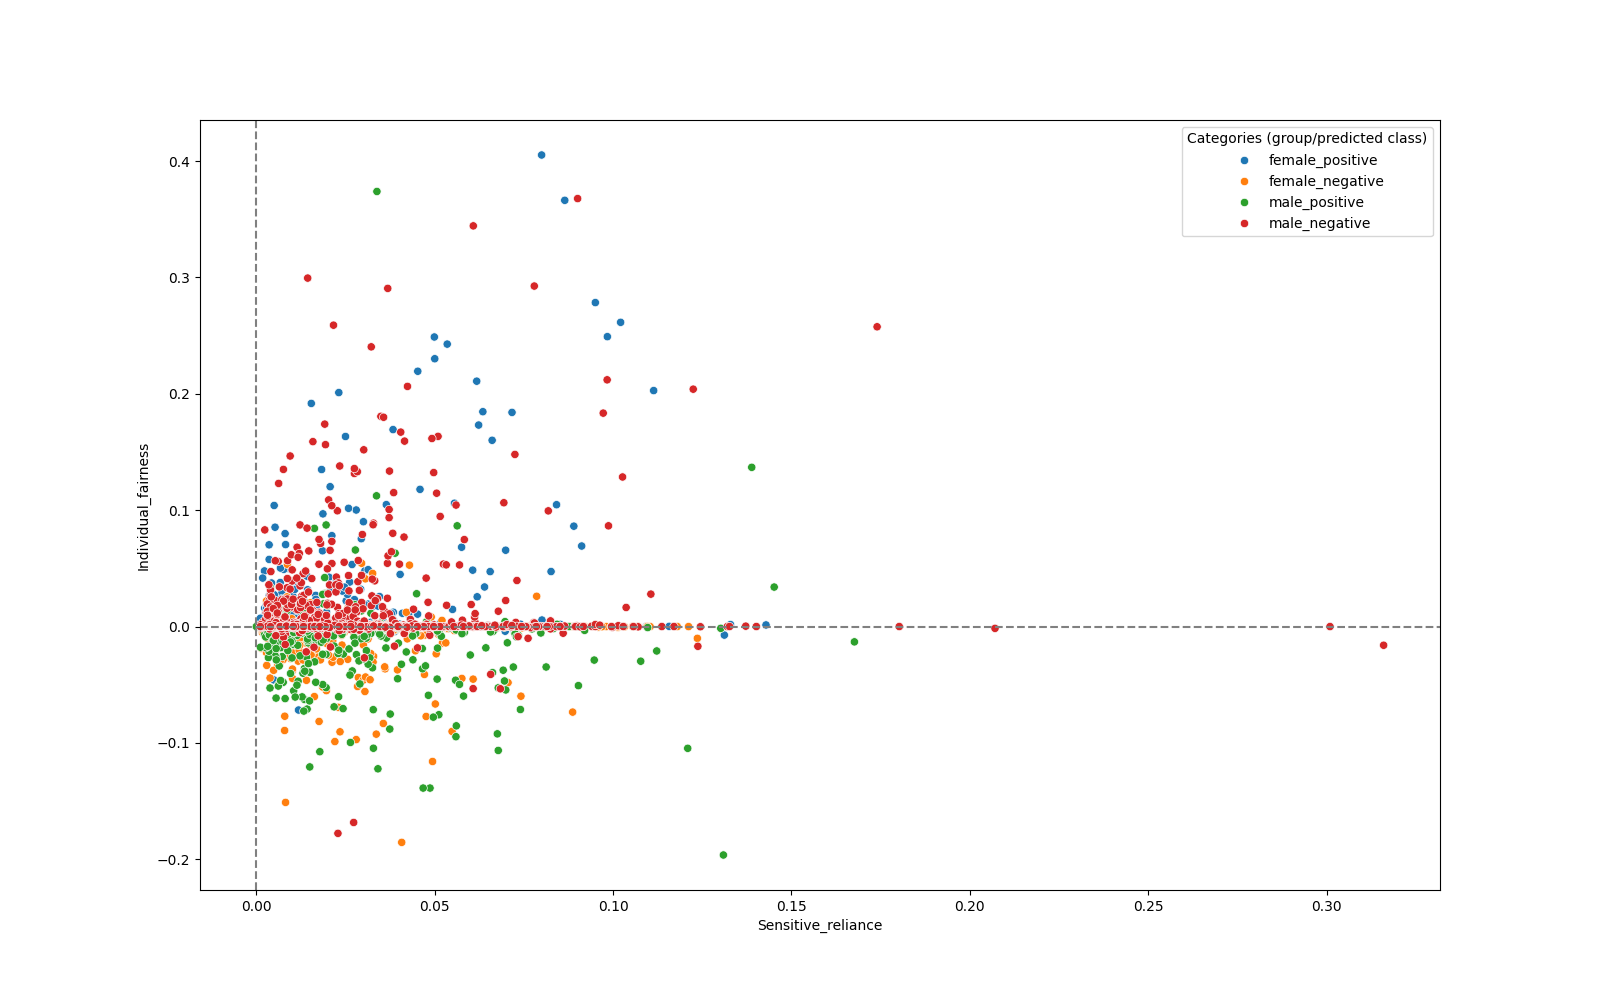 Categories (group/predicted class)
female_positive
female_negative
male_positive
male_negative
0.4
0.3
0.2
0.1
0.0
−0.1
−0.2
Individual_fairness
0.00
0.05
0.10
0.15
0.20
0.25
0.30
Sensitive_reliance